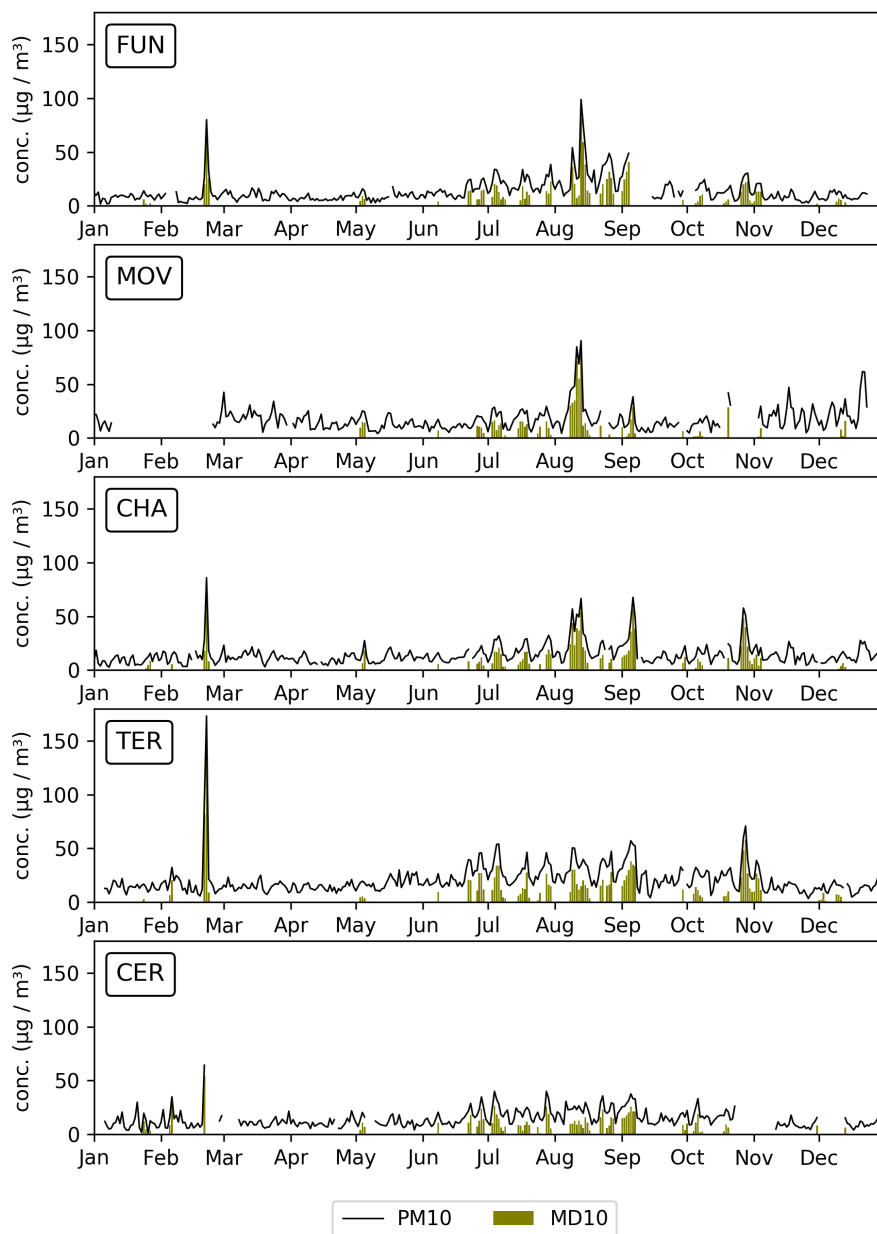 FUN
conc. (µg / m³)
150
100
50
0
Jan Feb Mar Apr May Jun Jul Aug Sep Oct Nov Dec
MOV
conc. (µg / m³)
150
100
50
0
Jan Feb Mar Apr May Jun Jul Aug Sep Oct Nov Dec
CHA
conc. (µg / m³)
150
100
50
0
Jan Feb Mar Apr May Jun Jul Aug Sep Oct Nov Dec
TER
conc. (µg / m³)
150
100
50
0
Jan Feb Mar Apr May Jun Jul Aug Sep Oct Nov Dec
CER
conc. (µg / m³)
150
100
50
0
Jan Feb Mar Apr May Jun Jul Aug Sep Oct Nov Dec
PM10 MD10